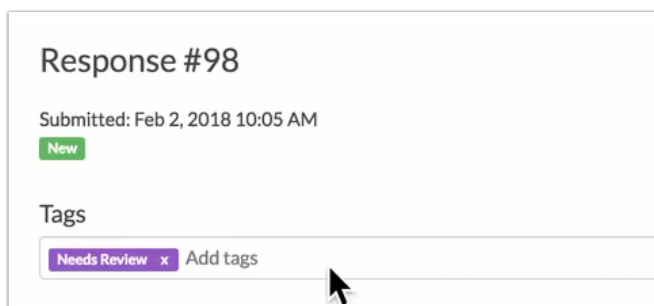 Response #98
Submitted: Feb 2, 2018 10:05 AM
New
Tags
Needs Review x Add tags